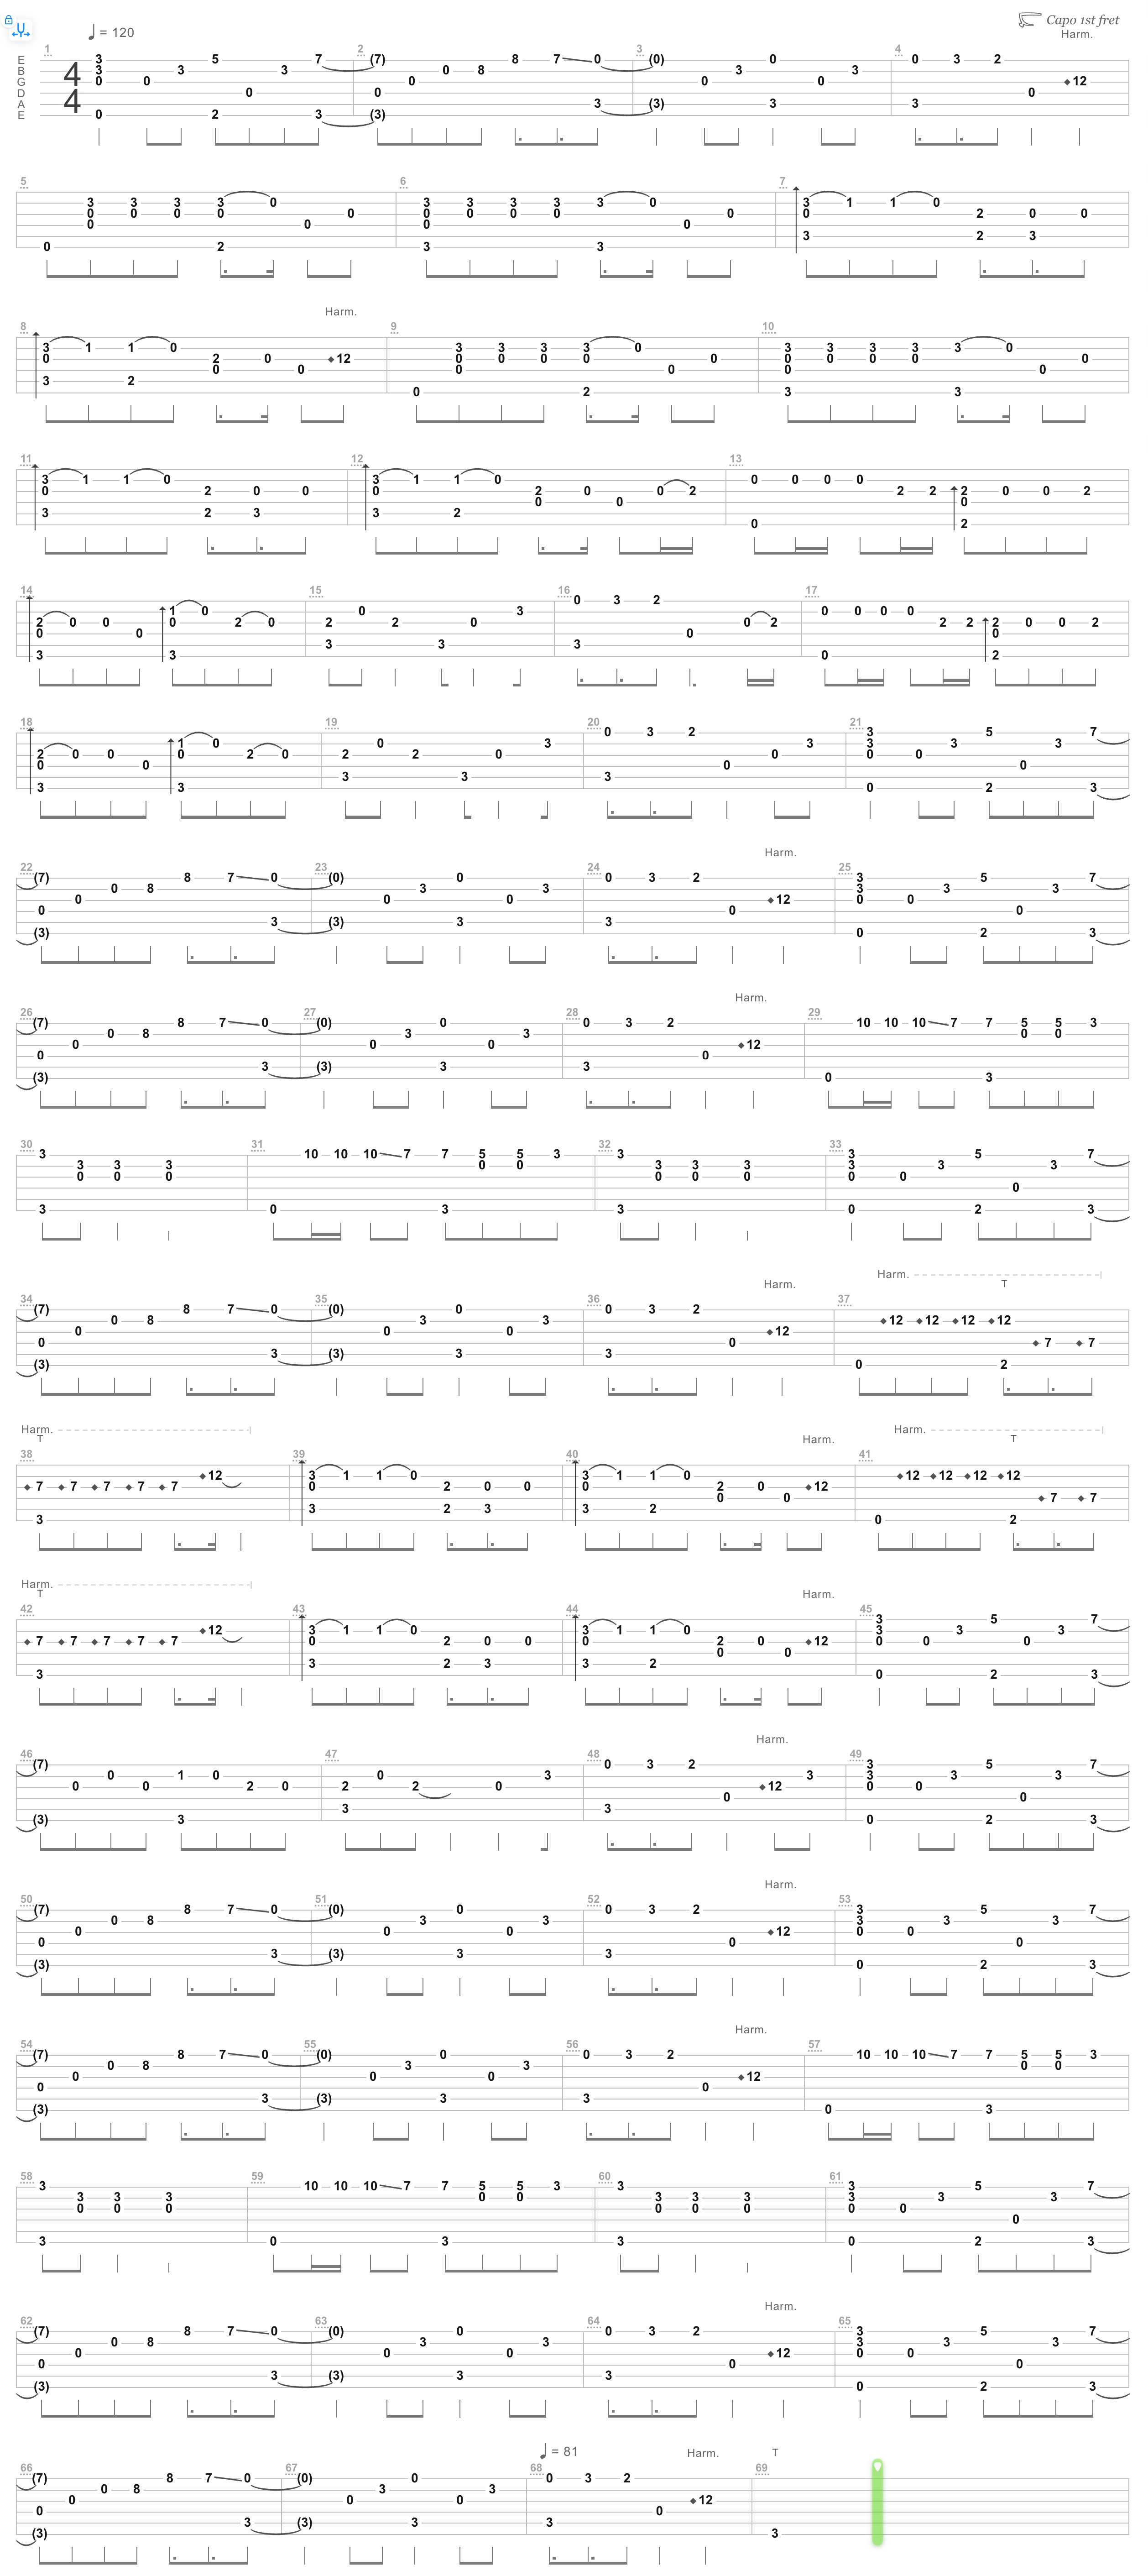 Capo 1st fret
= 120
Harm.
1 2 3 4
E 3 5 7 (7) 8 7 0 (0) 0 0 3 2
B 4 3 3 3 0 8 3 3
G 0 0 0 0 0 12
D 0 0 0
A 4 3 (3) 3 3
E 0 2 3 (3)
5 6 7
3 3 3 3 0 3 3 3 3 3 0 3 1 1 0
0 0 0 0 0 0 0 0 0 0 0 2 0 0
0 0 0 0
3 2 3
0 2 3 3
Harm.
8 9 10
3 1 1 0 3 3 3 3 0 3 3 3 3 3 0
0 2 0 12 0 0 0 0 0 0 0 0 0 0
0 0 0 0 0 0
3 2
0 2 3 3
11 12 13
3 1 1 0 3 1 1 0 0 0 0 0
0 2 0 0 0 2 0 0 2 2 2 2 0 0 2
0 0 0
3 2 3 3 2
0 2
14 15 16 17
0 3 2
1 0 0 3 0 0 0 0
2 0 0 0 2 0 2 2 0 0 2 2 2 2 0 0 2
0 0 0 0
3 3 3
3 3 0 2
18 19 20 21
0 3 2 3 5 7
1 0 0 3 3 3 3 3
2 0 0 0 2 0 2 2 0 0 0 0
0 0 0 0
3 3 3
3 3 0 2 3
Harm.
22 23 24 25
(7) 8 7 0 (0) 0 0 3 2 3 5 7
0 8 3 3 3 3 3
0 0 0 12 0 0
0 0 0
3 (3) 3 3
(3) 0 2 3
Harm.
26 27 28 29
(7) 8 7 0 (0) 0 0 3 2 10 10 10 7 7 5 5 3
0 8 3 3 0 0
0 0 0 12
0 0
3 (3) 3 3
(3) 0 3
30 31 32 33
3 10 10 10 7 7 5 5 3 3 3 5 7
3 3 3 0 0 3 3 3 3 3 3
0 0 0 0 0 0 0 0
0
3 0 3 3 0 2 3
Harm.
Harm. T
34 35 36 37
(7) 8 7 0 (0) 0 0 3 2
0 8 3 3 12 12 12 12
0 0 0 12
0 0 7 7
3 (3) 3 3
(3) 0 2
Harm. Harm.
T Harm. T
38 39 40 41
12 3 1 1 0 3 1 1 0 12 12 12 12
7 7 7 7 7 0 2 0 0 0 2 0 12
0 0 7 7
3 2 3 3 2
3 0 2
Harm.
T Harm.
42 43 44 45
3 5 7
12 3 1 1 0 3 1 1 0 3 3 3
7 7 7 7 7 0 2 0 0 0 2 0 12 0 0 0
0 0
3 2 3 3 2
3 0 2 3
Harm.
46 47 48 49
(7) 0 3 2 3 5 7
0 1 0 0 3 3 3 3 3
0 0 2 0 2 2 0 12 0 0
0 0
3 3
(3) 3 0 2 3
Harm.
50 51 52 53
(7) 8 7 0 (0) 0 0 3 2 3 5 7
0 8 3 3 3 3 3
0 0 0 12 0 0
0 0 0
3 (3) 3 3
(3) 0 2 3
Harm.
54 55 56 57
(7) 8 7 0 (0) 0 0 3 2 10 10 10 7 7 5 5 3
0 8 3 3 0 0
0 0 0 12
0 0
3 (3) 3 3
(3) 0 3
58 59 60 61
3 10 10 10 7 7 5 5 3 3 3 5 7
3 3 3 0 0 3 3 3 3 3 3
0 0 0 0 0 0 0 0
0
3 0 3 3 0 2 3
Harm.
62 63 64 65
(7) 8 7 0 (0) 0 0 3 2 3 5 7
0 8 3 3 3 3 3
0 0 0 12 0 0
0 0 0
3 (3) 3 3
(3) 0 2 3
= 81 Harm. T
66 67 68 69
(7) 8 7 0 (0) 0 0 3 2
0 8 3 3
0 0 0 12
0 0
3 (3) 3 3
(3) 3